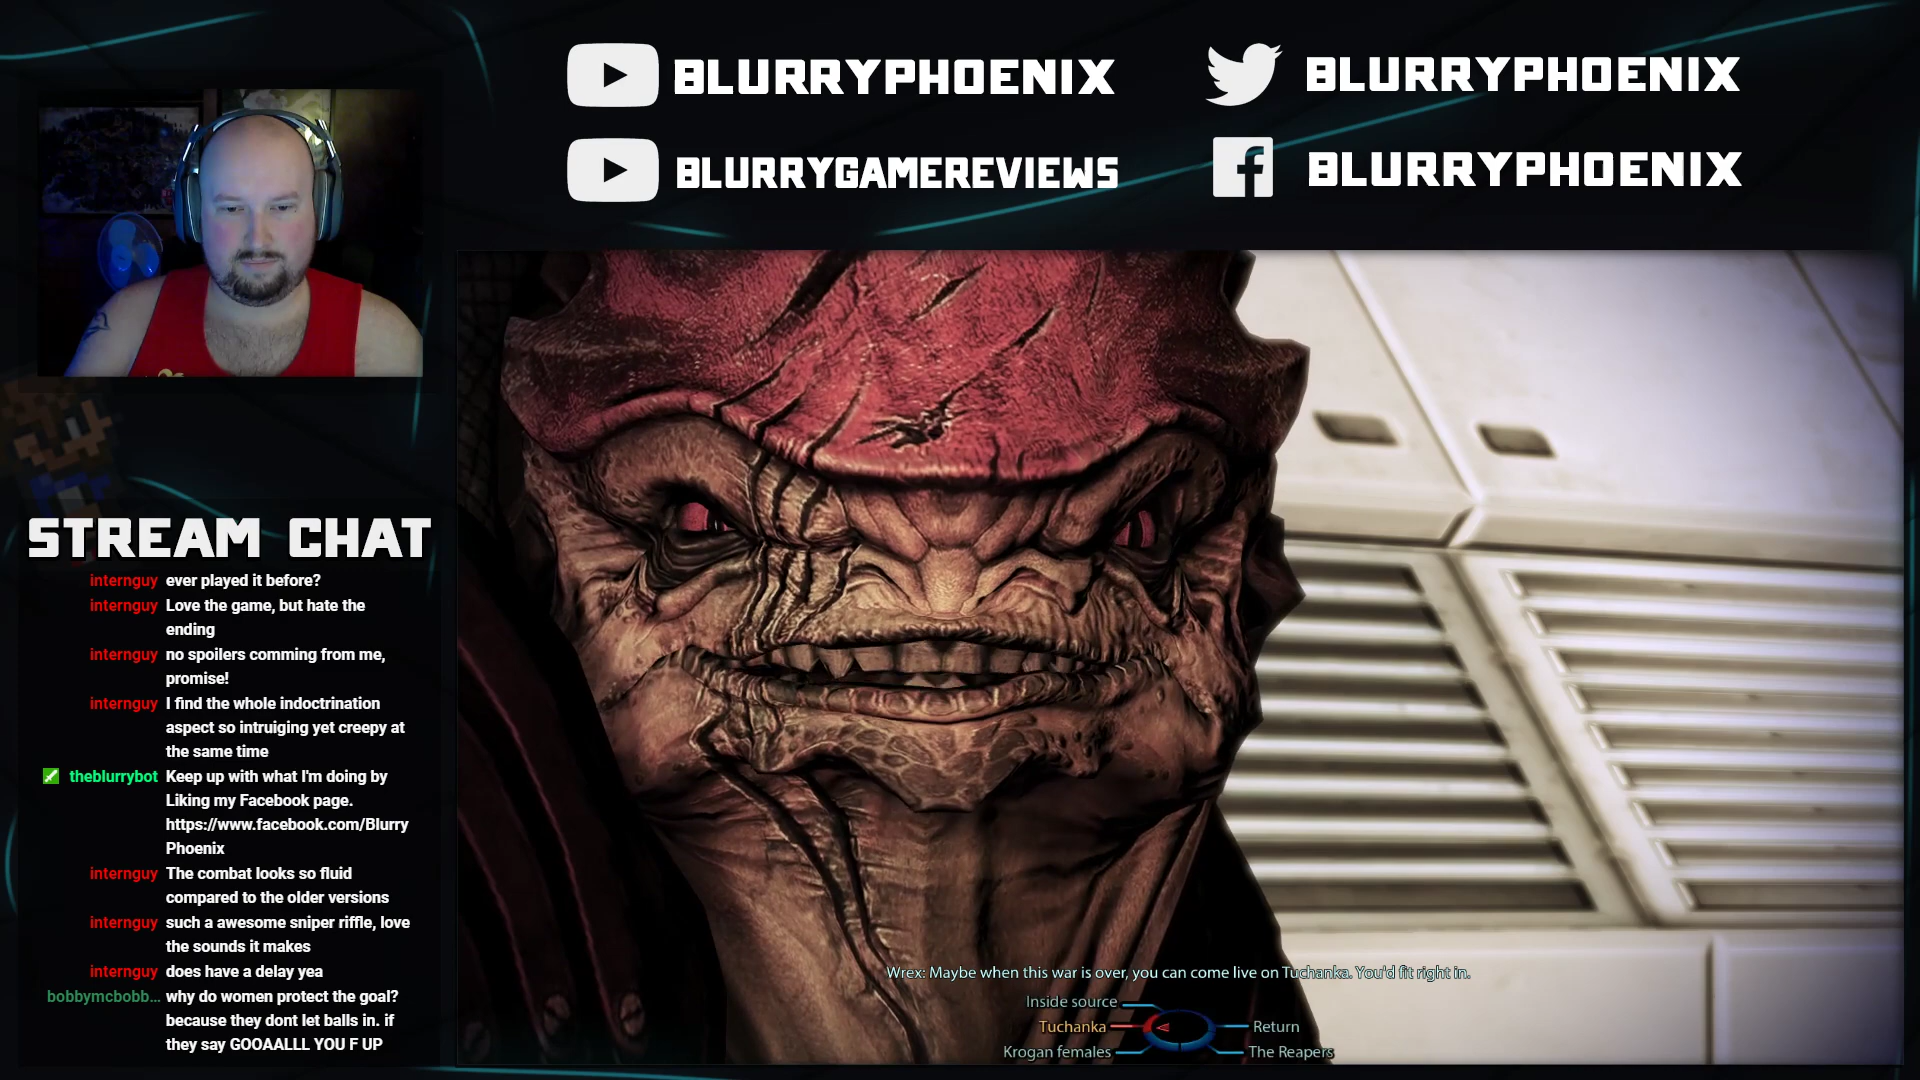 BLURRYPHOENIX
BLURRYPHOENIX
BLURRYGAMEREVIEWS
BLURRYPHOENIX
STREAM CHAT
internguy ever played it before?
internguy Love the game, but hate the
ending
internguy no spoilers comming from me,
promise!
internguy I find the whole indoctrination
aspect so intruiging yet creepy at
the same time
theblurrybot Keep up with what I'm doing by
Liking my Facebook page.
https://www.facebook.com/Blurry
Phoenix
internguy The combat looks so fluid
compared to the older versions
internguy such a awesome sniper riffle, love
the sounds it makes
internguy does have a delay yea
bobbymcbobb... why do women protect the goal?
because they dont let balls in. if
they say GOOAALLL YOU F UP
Wrex: Maybe when this war is over, you can come live on Tuchanka. You'd fit right in.
Inside source
Tuchanka
Return
Krogan females
The Reapers